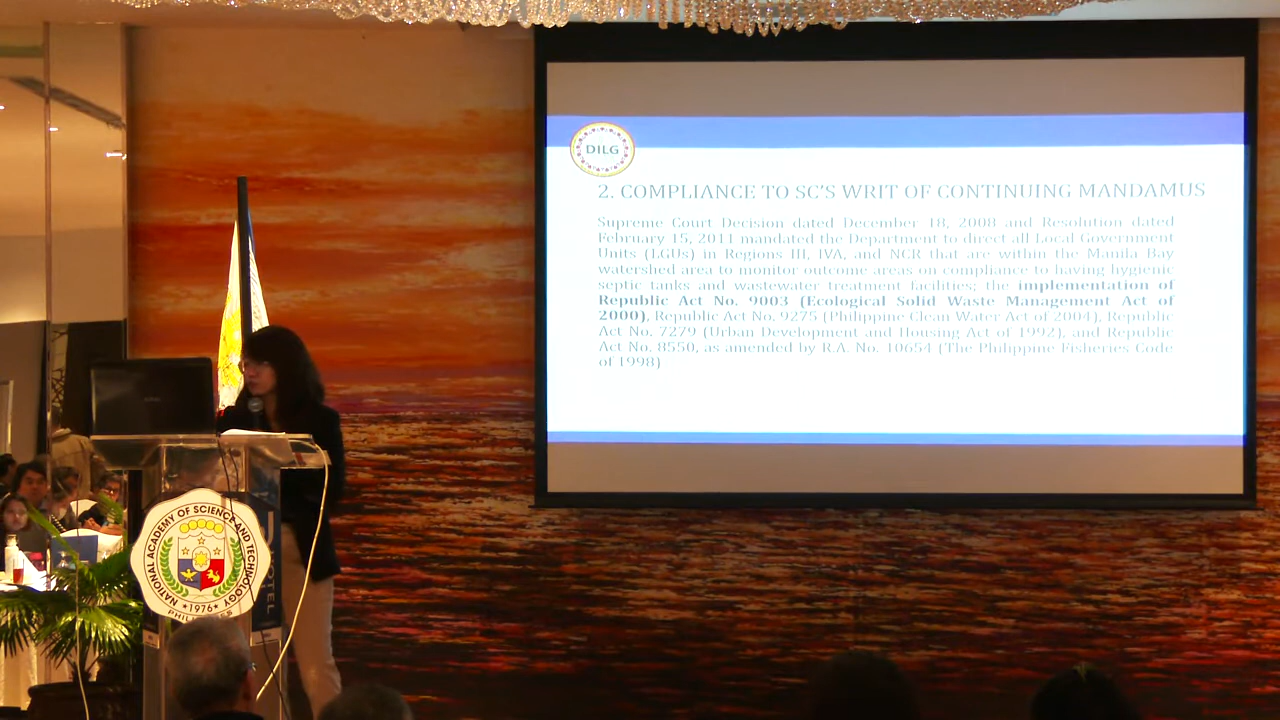 DILG
2. COMPLIANCE TO SC'S WRIT OF CONTINUING MANDAMUS
Supreme Court Decision dated December 18, 2008 and Resolution dated
February 15, 2011 mandated the Department to direct all Local Government
Units (LGUs) in Regions III, IVA, and NCR that are within the Manila Bay
watershed area to monitor outcome areas on compliance to having hygienic
septic tanks and wastewater treatment facilities; the implementation of
Republic Act No. 9003 (Ecological Solid Waste Management Act of
2000), Republic Act No. 9275 (Philippine Clean Water Act of 2004), Republic
Act No. 7279 (Urban Development and Housing Act of 1992), and Republic
Act No. 8550, as amended by R.A. No. 10654 (The Philippine Fisheries Code
of 1998)
NATIONAL ACADEMY OF SCIENCE AND TECHNOLOGY
*1976*
HOTEL